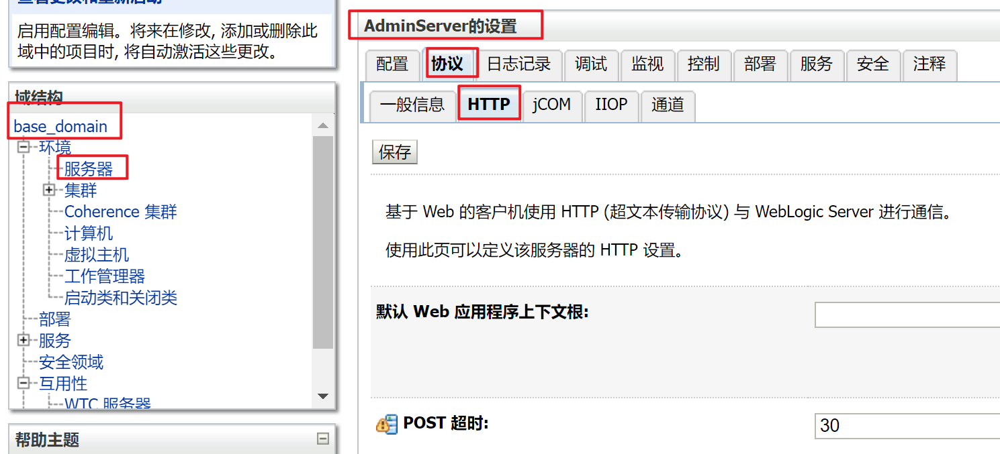 查看更改和重新启动
启用配置编辑。将来在修改, 添加或删除此
域中的项目时, 将自动激活这些更改。
域结构
base_domain
环境
服务器
集群
Coherence 集群
计算机
虚拟主机
工作管理器
启动类和关闭类
部署
服务
安全领域
互用性
WTC 服务器
帮助主题
AdminServer的设置
配置 协议 日志记录 调试 监视 控制 部署 服务 安全 注释
一般信息 HTTP jCOM IIOP 通道
保存
基于 Web 的客户机使用 HTTP (超文本传输协议) 与 WebLogic Server 进行通信。
使用此页可以定义该服务器的 HTTP 设置。
默认 Web 应用程序上下文根:
POST 超时: 30